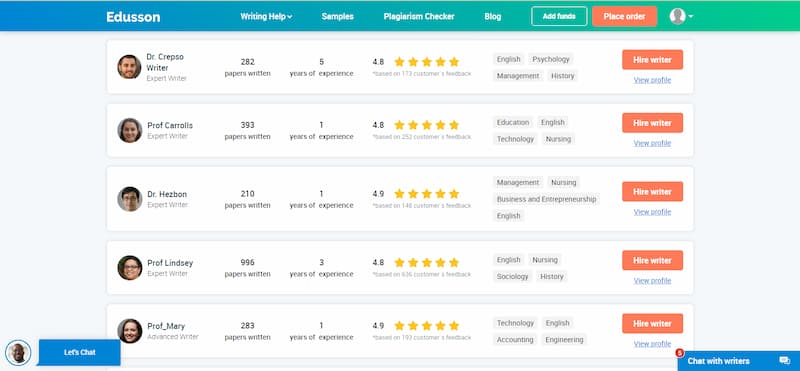 Edusson Writing Help Samples Plagiarism Checker Blog Add funds Place order
Dr. Crepso Writer
Expert Writer
282 papers written
5 years of experience
4.8
*based on 173 customer's feedback
English Psychology
Management History
Hire writer
View profile
Prof Carrolls
Expert Writer
393 papers written
1 years of experience
4.8
*based on 252 customer's feedback
Education English
Technology Nursing
Hire writer
View profile
Dr. Hezbon
Expert Writer
210 papers written
1 years of experience
4.9
*based on 146 customer's feedback
Management Nursing
Business and Entrepreneurship
English
Hire writer
View profile
Prof Lindsey
Expert Writer
996 papers written
3 years of experience
4.8
*based on 636 customer's feedback
English Nursing
Sociology History
Hire writer
View profile
Prof_Mary
Advanced Writer
283 papers written
1 years of experience
4.9
*based on 193 customer's feedback
Technology English
Accounting Engineering
Hire writer
View profile
Let's Chat
5
Chat with writers